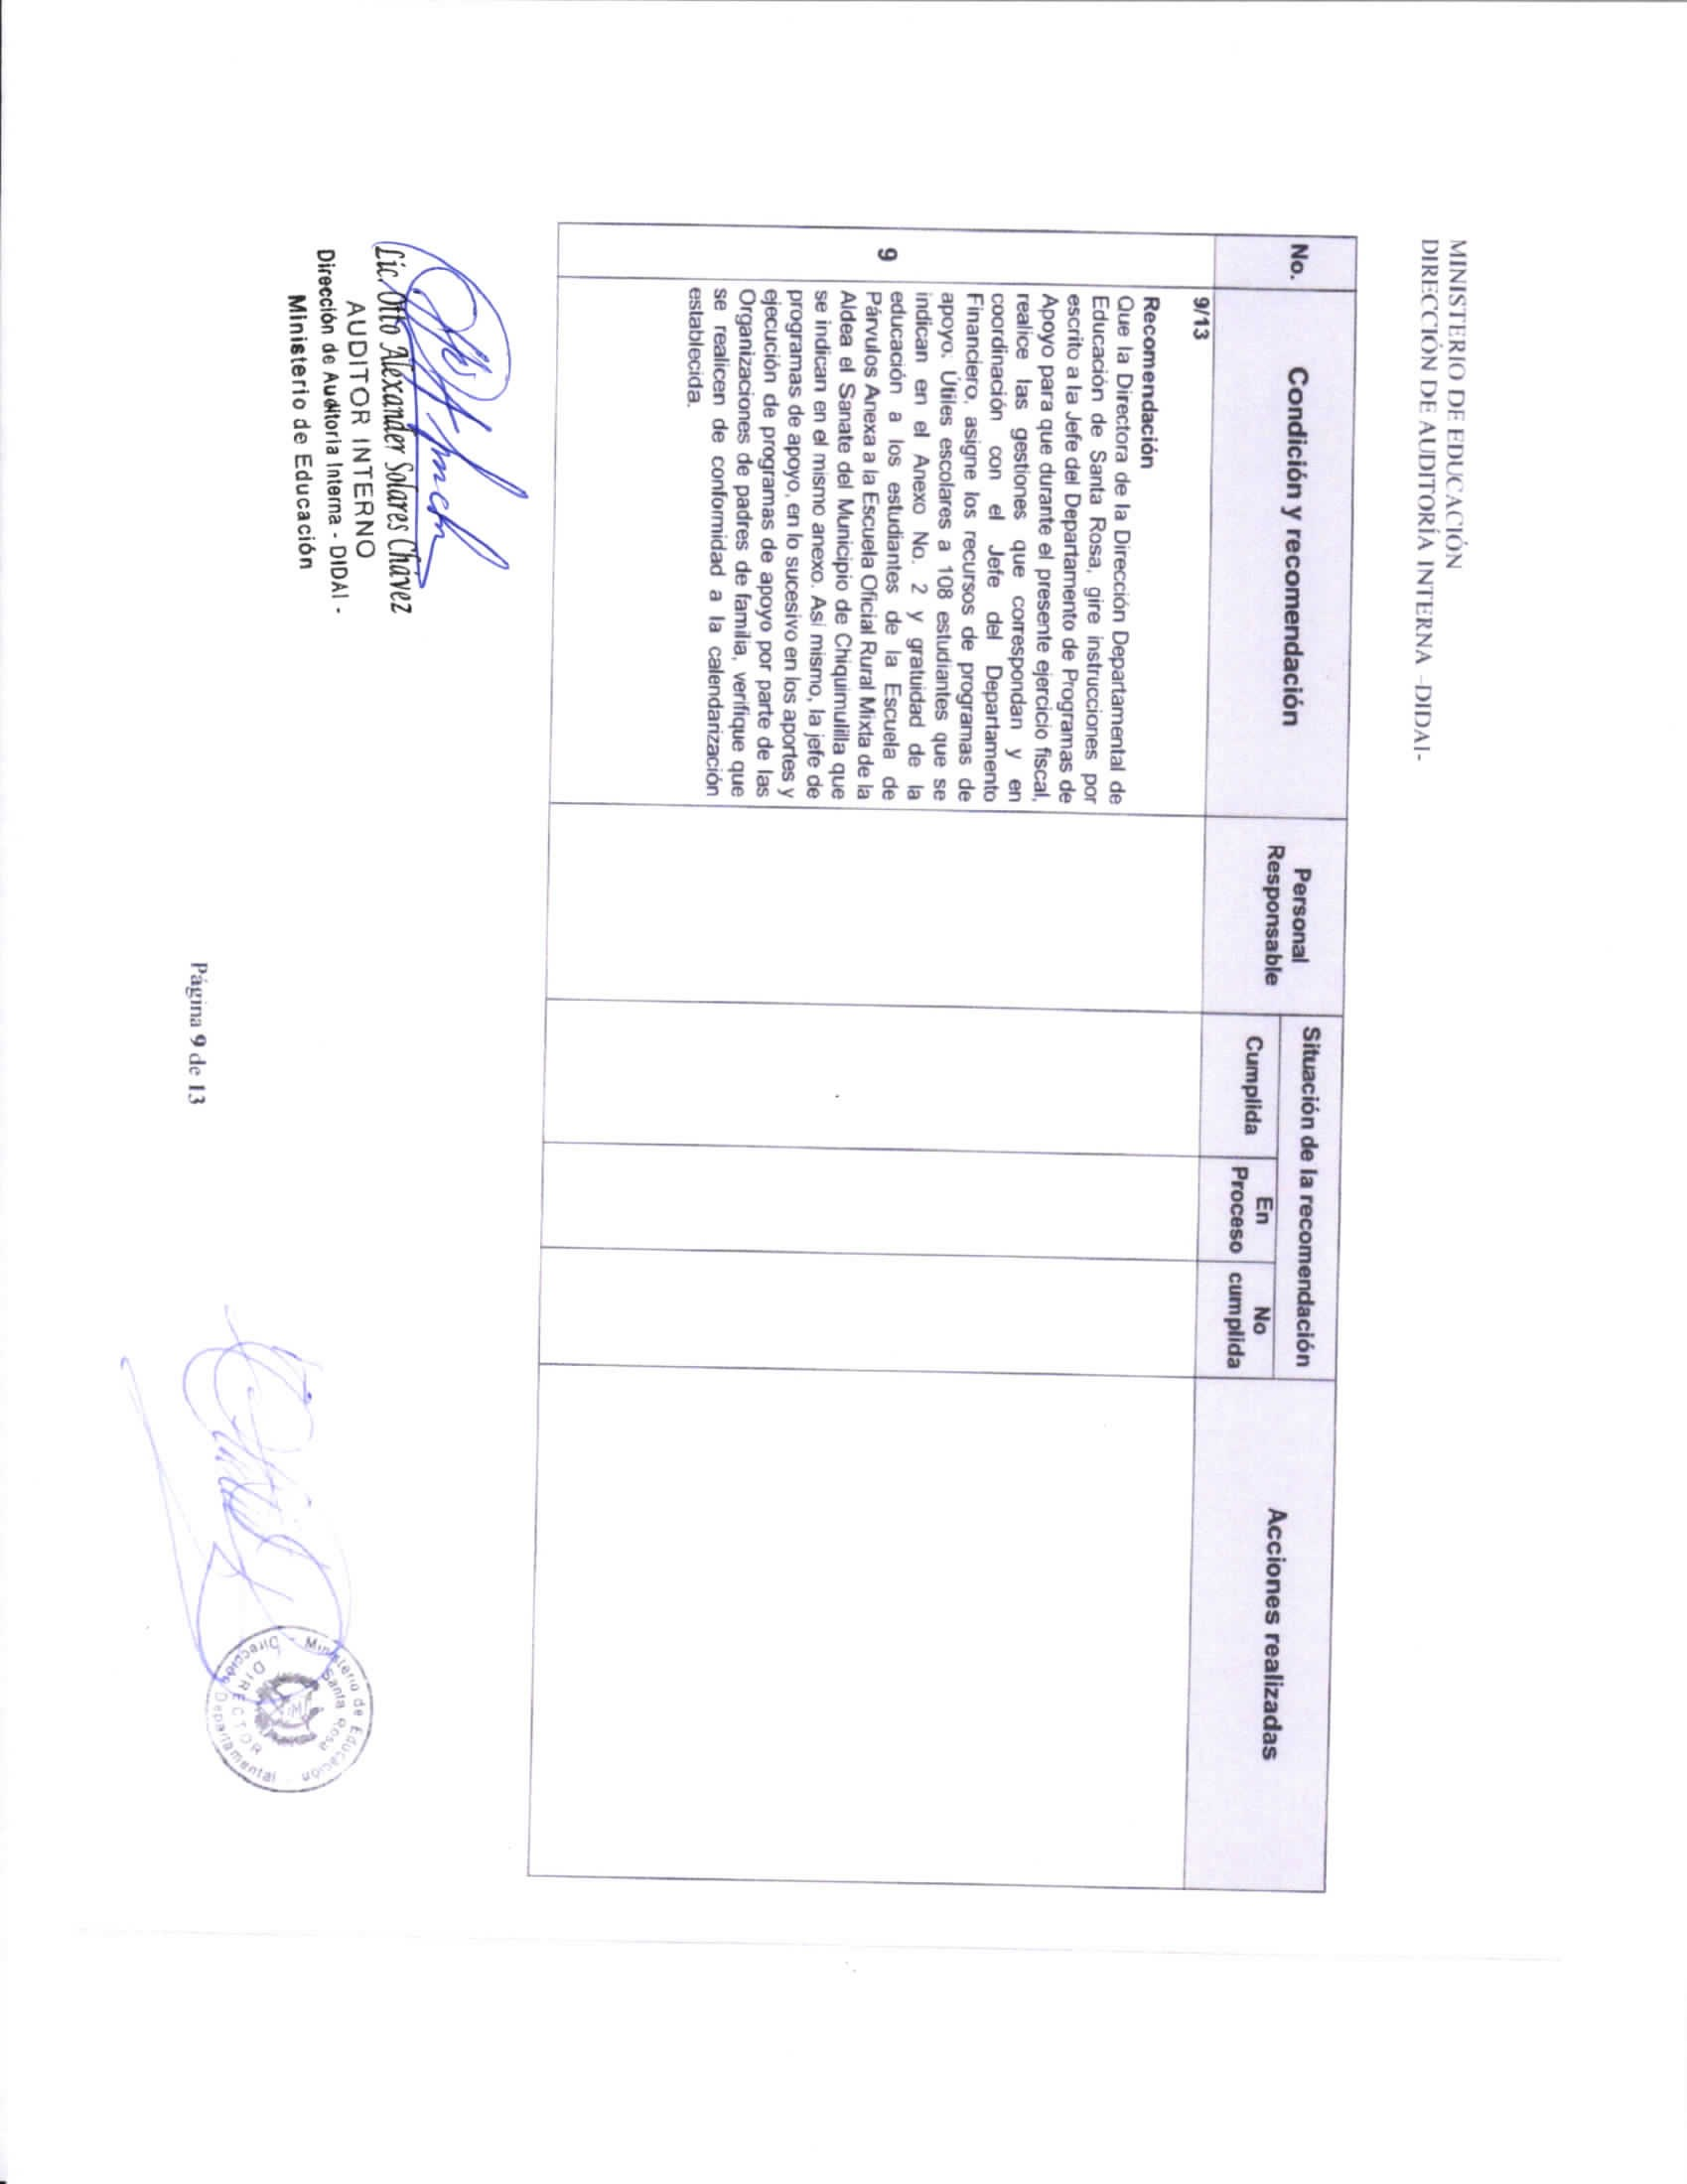 MINISTERIO DE EDUCACIÓN
DIRECCIÓN DE AUDITORÍA INTERNA –DIDAI-
No.
Condición y recomendación
Personal
Responsable
Situación de la recomendación
Cumplida
En
Proceso
No
cumplida
Acciones realizadas
9/13
9
Recomendación
Que la Directora de la Dirección Departamental de
Educación de Santa Rosa, gire instrucciones por
escrito a la Jefe del Departamento de Programas de
Apoyo para que durante el presente ejercicio fiscal,
realice las gestiones que correspondan y en
coordinación con el Jefe del Departamento
Financiero, asigne los recursos de programas de
apoyo. Útiles escolares a 108 estudiantes que se
indican en el Anexo No. 2 y gratuidad de la
educación a los estudiantes de la Escuela de
Párvulos Anexa a la Escuela Oficial Rural Mixta de la
Aldea el Sanate del Municipio de Chiquimulilla que
se indican en el mismo anexo. Así mismo, la jefe de
programas de apoyo, en lo sucesivo en los aportes y
ejecución de programas de apoyo por parte de las
Organizaciones de padres de familia, verifique que
se realicen de conformidad a la calendarización
establecida.
Lic. Otto Alexander Solares Chávez
AUDITOR INTERNO
Dirección de Auditoria Interna - DIDAI -
Ministerio de Educación
Página 9 de 13
Ministerio de Educación
Santa Rosa
DIRECTOR
Dirección Departamental